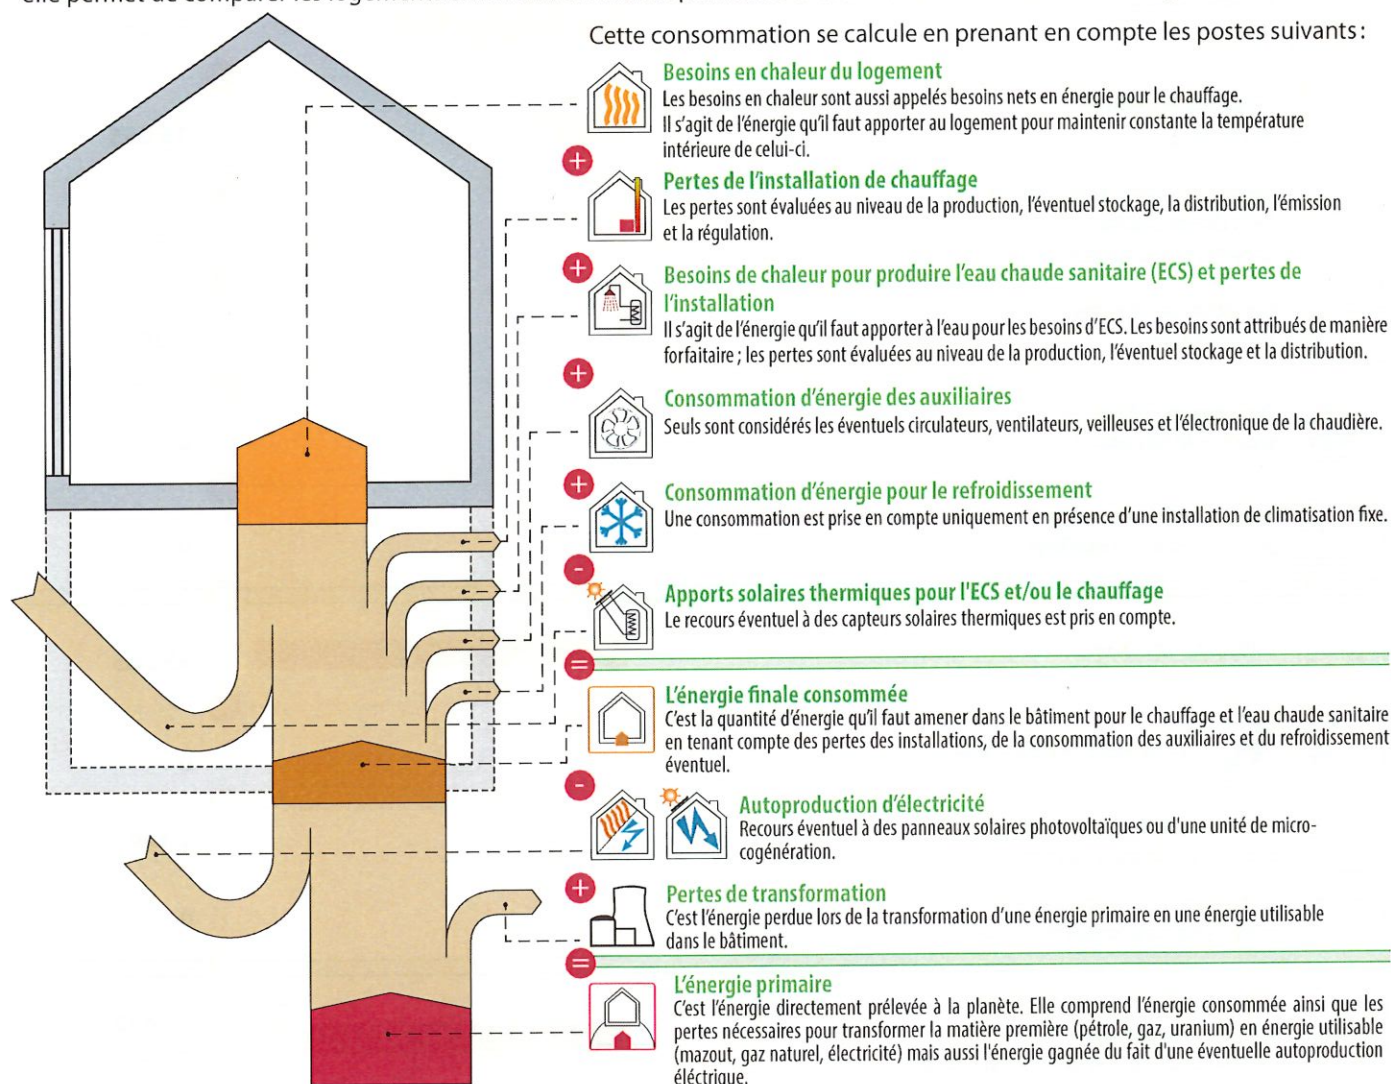 Cette consommation se calcule en prenant en compte les postes suivants :
Besoins en chaleur du logement
Les besoins en chaleur sont aussi appelés besoins nets en énergie pour le chauffage.
Il s'agit de l'énergie qu'il faut apporter au logement pour maintenir constante la température
intérieure de celui-ci.
+
Pertes de l'installation de chauffage
Les pertes sont évaluées au niveau de la production, l'éventuel stockage, la distribution, l'émission
et la régulation.
+
Besoins de chaleur pour produire l'eau chaude sanitaire (ECS) et pertes de
l'installation
Il s'agit de l'énergie qu'il faut apporter à l'eau pour les besoins d'ECS. Les besoins sont attribués de manière
forfaitaire ; les pertes sont évaluées au niveau de la production, l'éventuel stockage et la distribution.
+
Consommation d'énergie des auxiliaires
Seuls sont considérés les éventuels circulateurs, ventilateurs, veilleuses et l'électronique de la chaudière.
+
Consommation d'énergie pour le refroidissement
Une consommation est prise en compte uniquement en présence d'une installation de climatisation fixe.
-
Apports solaires thermiques pour l'ECS et/ou le chauffage
Le recours éventuel à des capteurs solaires thermiques est pris en compte.
=
L'énergie finale consommée
C'est la quantité d'énergie qu'il faut amener dans le bâtiment pour le chauffage et l'eau chaude sanitaire
en tenant compte des pertes des installations, de la consommation des auxiliaires et du refroidissement
éventuel.
-
Autoproduction d'électricité
Recours éventuel à des panneaux solaires photovoltaïques ou d'une unité de micro-
cogénération.
+
Pertes de transformation
C'est l'énergie perdue lors de la transformation d'une énergie primaire en une énergie utilisable
dans le bâtiment.
=
L'énergie primaire
C'est l'énergie directement prélevée à la planète. Elle comprend l'énergie consommée ainsi que les
pertes nécessaires pour transformer la matière première (pétrole, gaz, uranium) en énergie utilisable
(mazout, gaz naturel, électricité) mais aussi l'énergie gagnée du fait d'une éventuelle autoproduction
éléctrique.